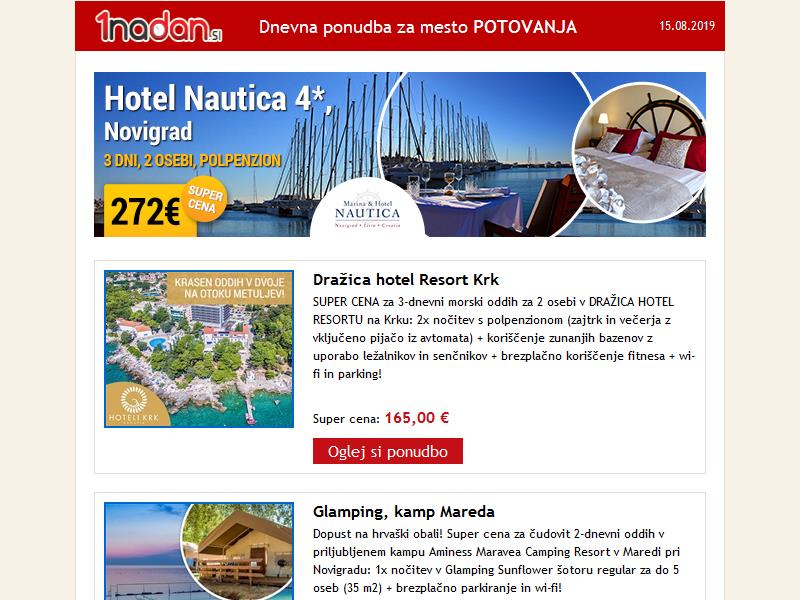 1nadan.si
Dnevna ponudba za mesto POTOVANJA
15.08.2019
Hotel Nautica 4*,
Novigrad
3 DNI, 2 OSEBI, POLPENZION
272€
SUPER
CENA
Marina & Hotel
NAUTICA
Novigrad • Istra • Croatia
KRASEN ODDIH V DVOJE
NA OTOKU METULJEV!
HOTELI KRK
Dražica hotel Resort Krk
SUPER CENA za 3-dnevni morski oddih za 2 osebi v DRAŽICA HOTEL
RESORTU na Krku: 2x nočitev s polpenzionom (zajtrk in večerja z
vključeno pijačo iz avtomata) + koriščenje zunanjih bazenov z
uporabo ležalnikov in senčnikov + brezplačno koriščenje fitnesa + wi-
fi in parking!
Super cena: 165,00 €
Oglej si ponudbo
Glamping, kamp Mareda
Dopust na hrvaški obali! Super cena za čudovit 2-dnevni oddih v
priljubljenem kampu Aminess Maravea Camping Resort v Maredi pri
Novigradu: 1x nočitev v Glamping Sunflower šotoru regular za do 5
oseb (35 m2) + brezplačno parkiranje in wi-fi!